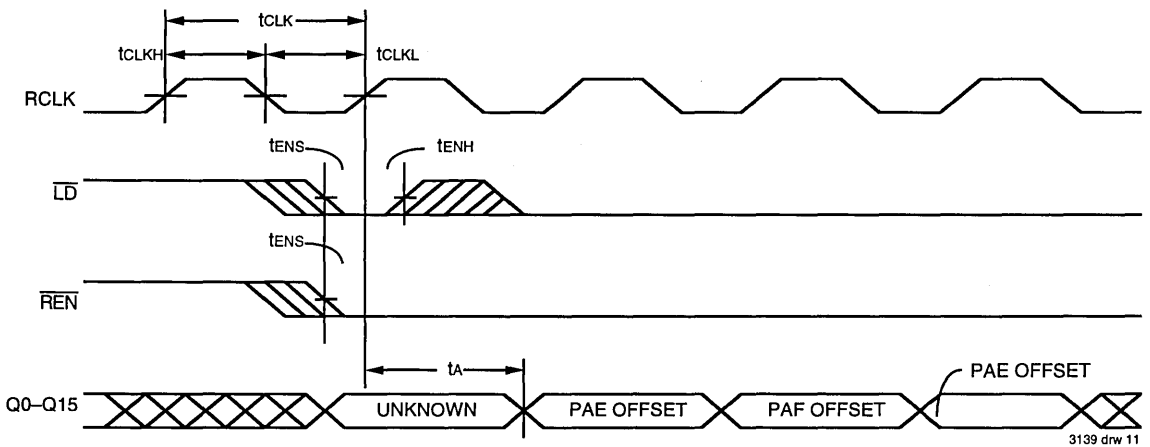 tCLK
tCLKH
tCLKL
RCLK
tENS
tENH
LD
tENS
REN
tA
PAE OFFSET
Q0–Q15
UNKNOWN
PAE OFFSET
PAF OFFSET
3139 drw 11